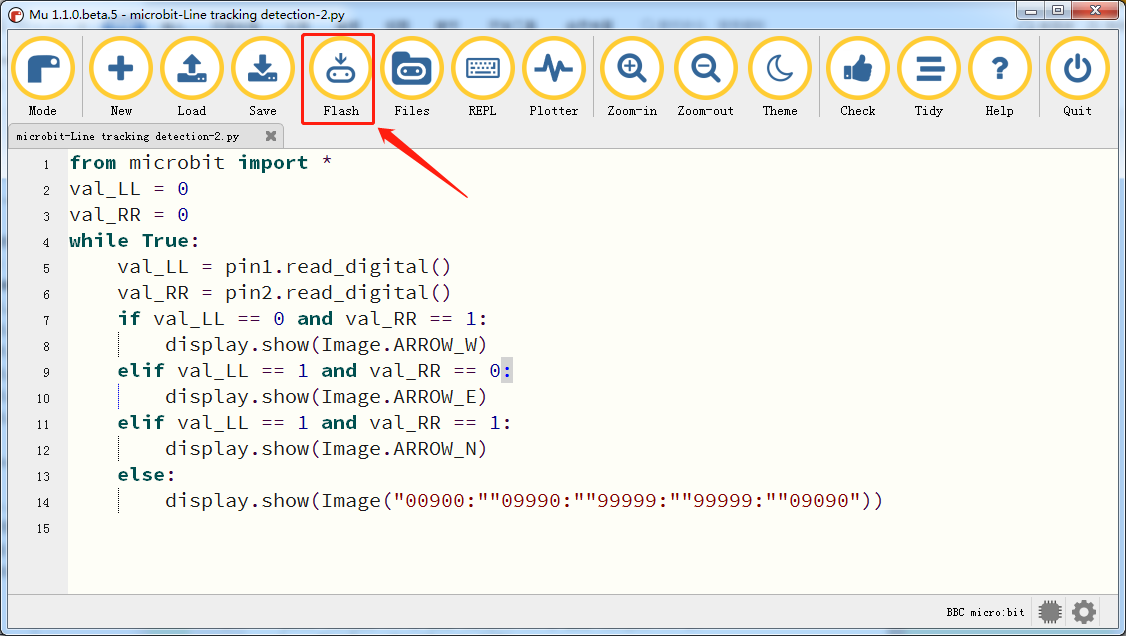 Mu 1.1.0.beta.5 - microbit-Line tracking detection-2.py
Mode New Load Save Flash Files REPL Plotter Zoom-in Zoom-out Theme Check Tidy Help Quit
microbit-Line tracking detection-2.py
1 from microbit import *
2 val_LL = 0
3 val_RR = 0
4 while True:
5 val_LL = pin1.read_digital()
6 val_RR = pin2.read_digital()
7 if val_LL == 0 and val_RR == 1:
8 display.show(Image.ARROW_W)
9 elif val_LL == 1 and val_RR == 0:
10 display.show(Image.ARROW_E)
11 elif val_LL == 1 and val_RR == 1:
12 display.show(Image.ARROW_N)
13 else:
14 display.show(Image("00900:""09990:""99999:""99999:""09090"))
15
BBC micro:bit